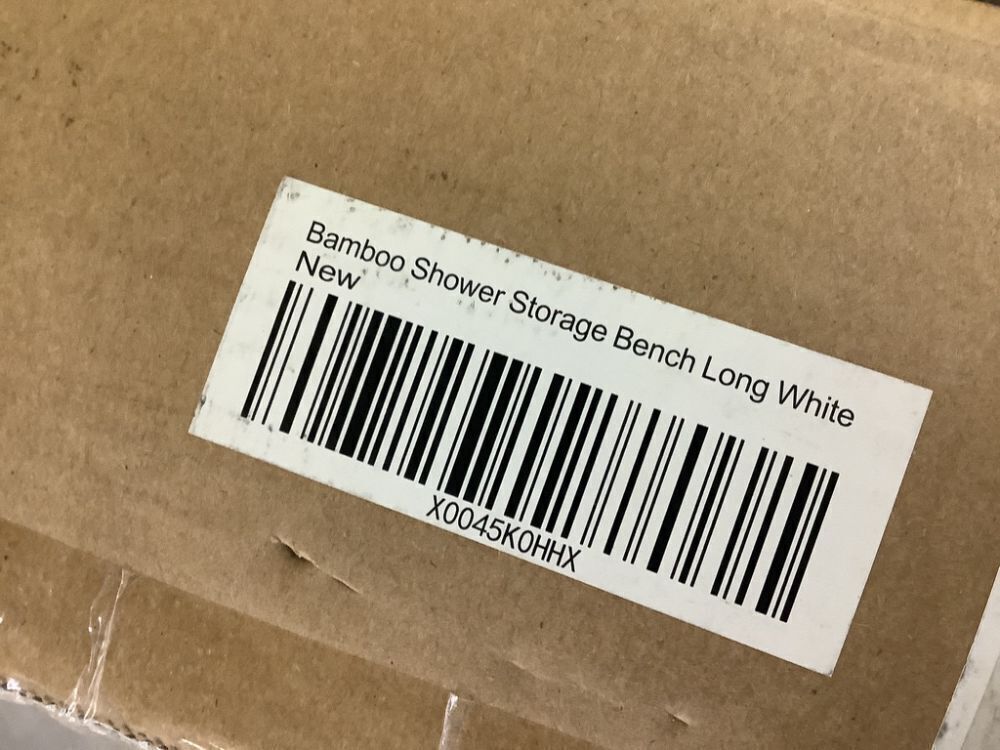 Bamboo Shower Storage Bench Long White
New
X0045K0HHX